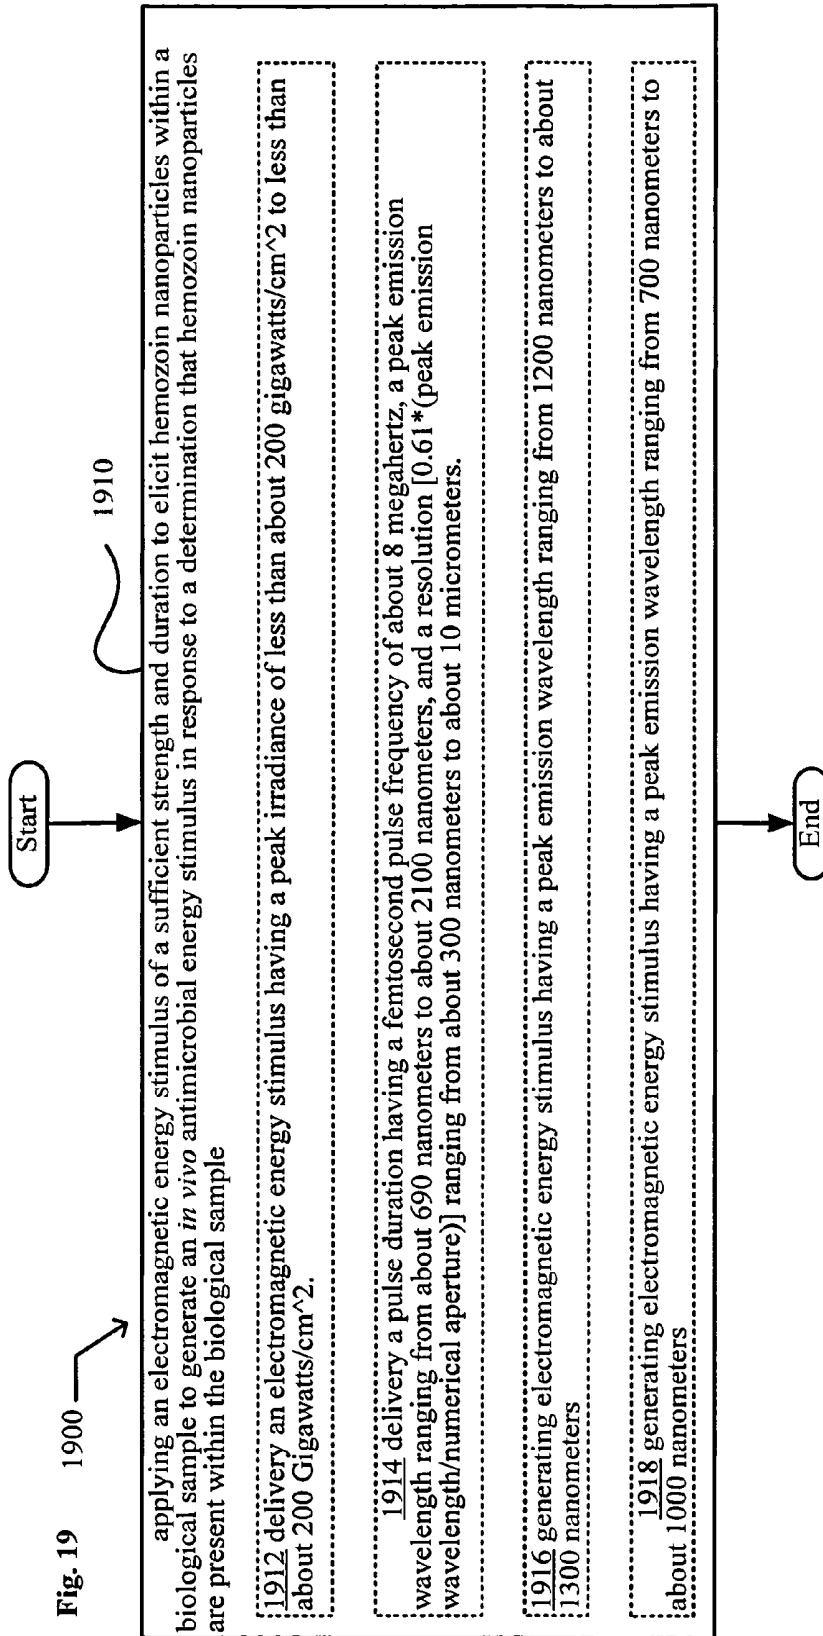 Fig. 19
1900
Start
1910
applying an electromagnetic energy stimulus of a sufficient strength and duration to elicit hemozoin nanoparticles within a
biological sample to generate an in vivo antimicrobial energy stimulus in response to a determination that hemozoin nanoparticles
are present within the biological sample
1912 delivery an electromagnetic energy stimulus having a peak irradiance of less than about 200 gigawatts/cm^2 to less than
about 200 Gigawatts/cm^2.
1914 delivery a pulse duration having a femtosecond pulse frequency of about 8 megahertz, a peak emission
wavelength ranging from about 690 nanometers to about 2100 nanometers, and a resolution [0.61*(peak emission
wavelength/numerical aperture)] ranging from about 300 nanometers to about 10 micrometers.
1916 generating electromagnetic energy stimulus having a peak emission wavelength ranging from 1200 nanometers to about
1300 nanometers
1918 generating electromagnetic energy stimulus having a peak emission wavelength ranging from 700 nanometers to
about 1000 nanometers
End